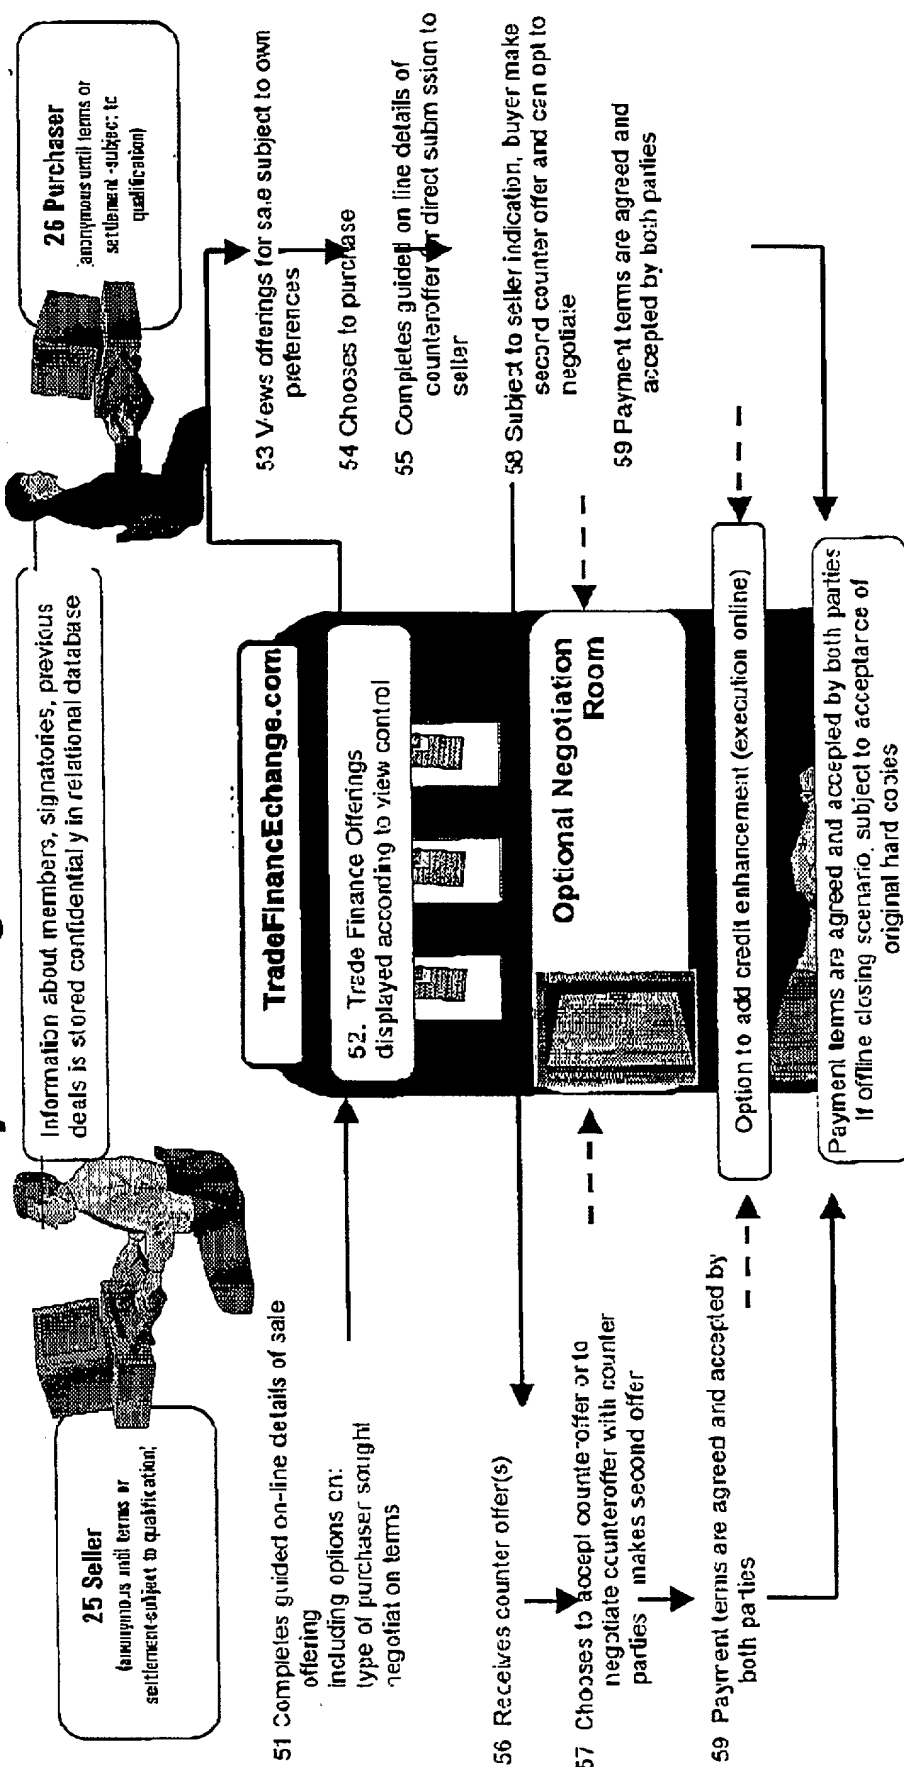 25 Seller
(anonymous until terms or
settlement-subject to qualification;
Information about members, signatories, previous
deals is stored confidentially in relational database
26 Purchaser
anonymous until terms or
settlement -subject to
qualification)
TradeFinancEchange.com
51 Completes guided on-line details of sale
offering
including options on:
type of purchaser sought
negotiation terms
52. Trade Finance Offerings
displayed according to view control
53 Views offerings for sale subject to own
preferences
54 Chooses to purchase
55 Completes guided on line details of
counteroffer or direct submission to
seller
56 Receives counter offer(s)
57 Chooses to accept counter offer or to
negotiate counteroffer with counter
parties makes second offer
Optional Negotiation
Room
58 Subject to seller indication, buyer make
second counter offer and can opt to
negotiate
59 Payment terms are agreed and accepted by
both parties
59 Payment terms are agreed and
accepted by both parties
Option to add credit enhancement (execution online)
Payment terms are agreed and accepted by both parties
If offline closing scenario, subject to acceptance of
original hard copies